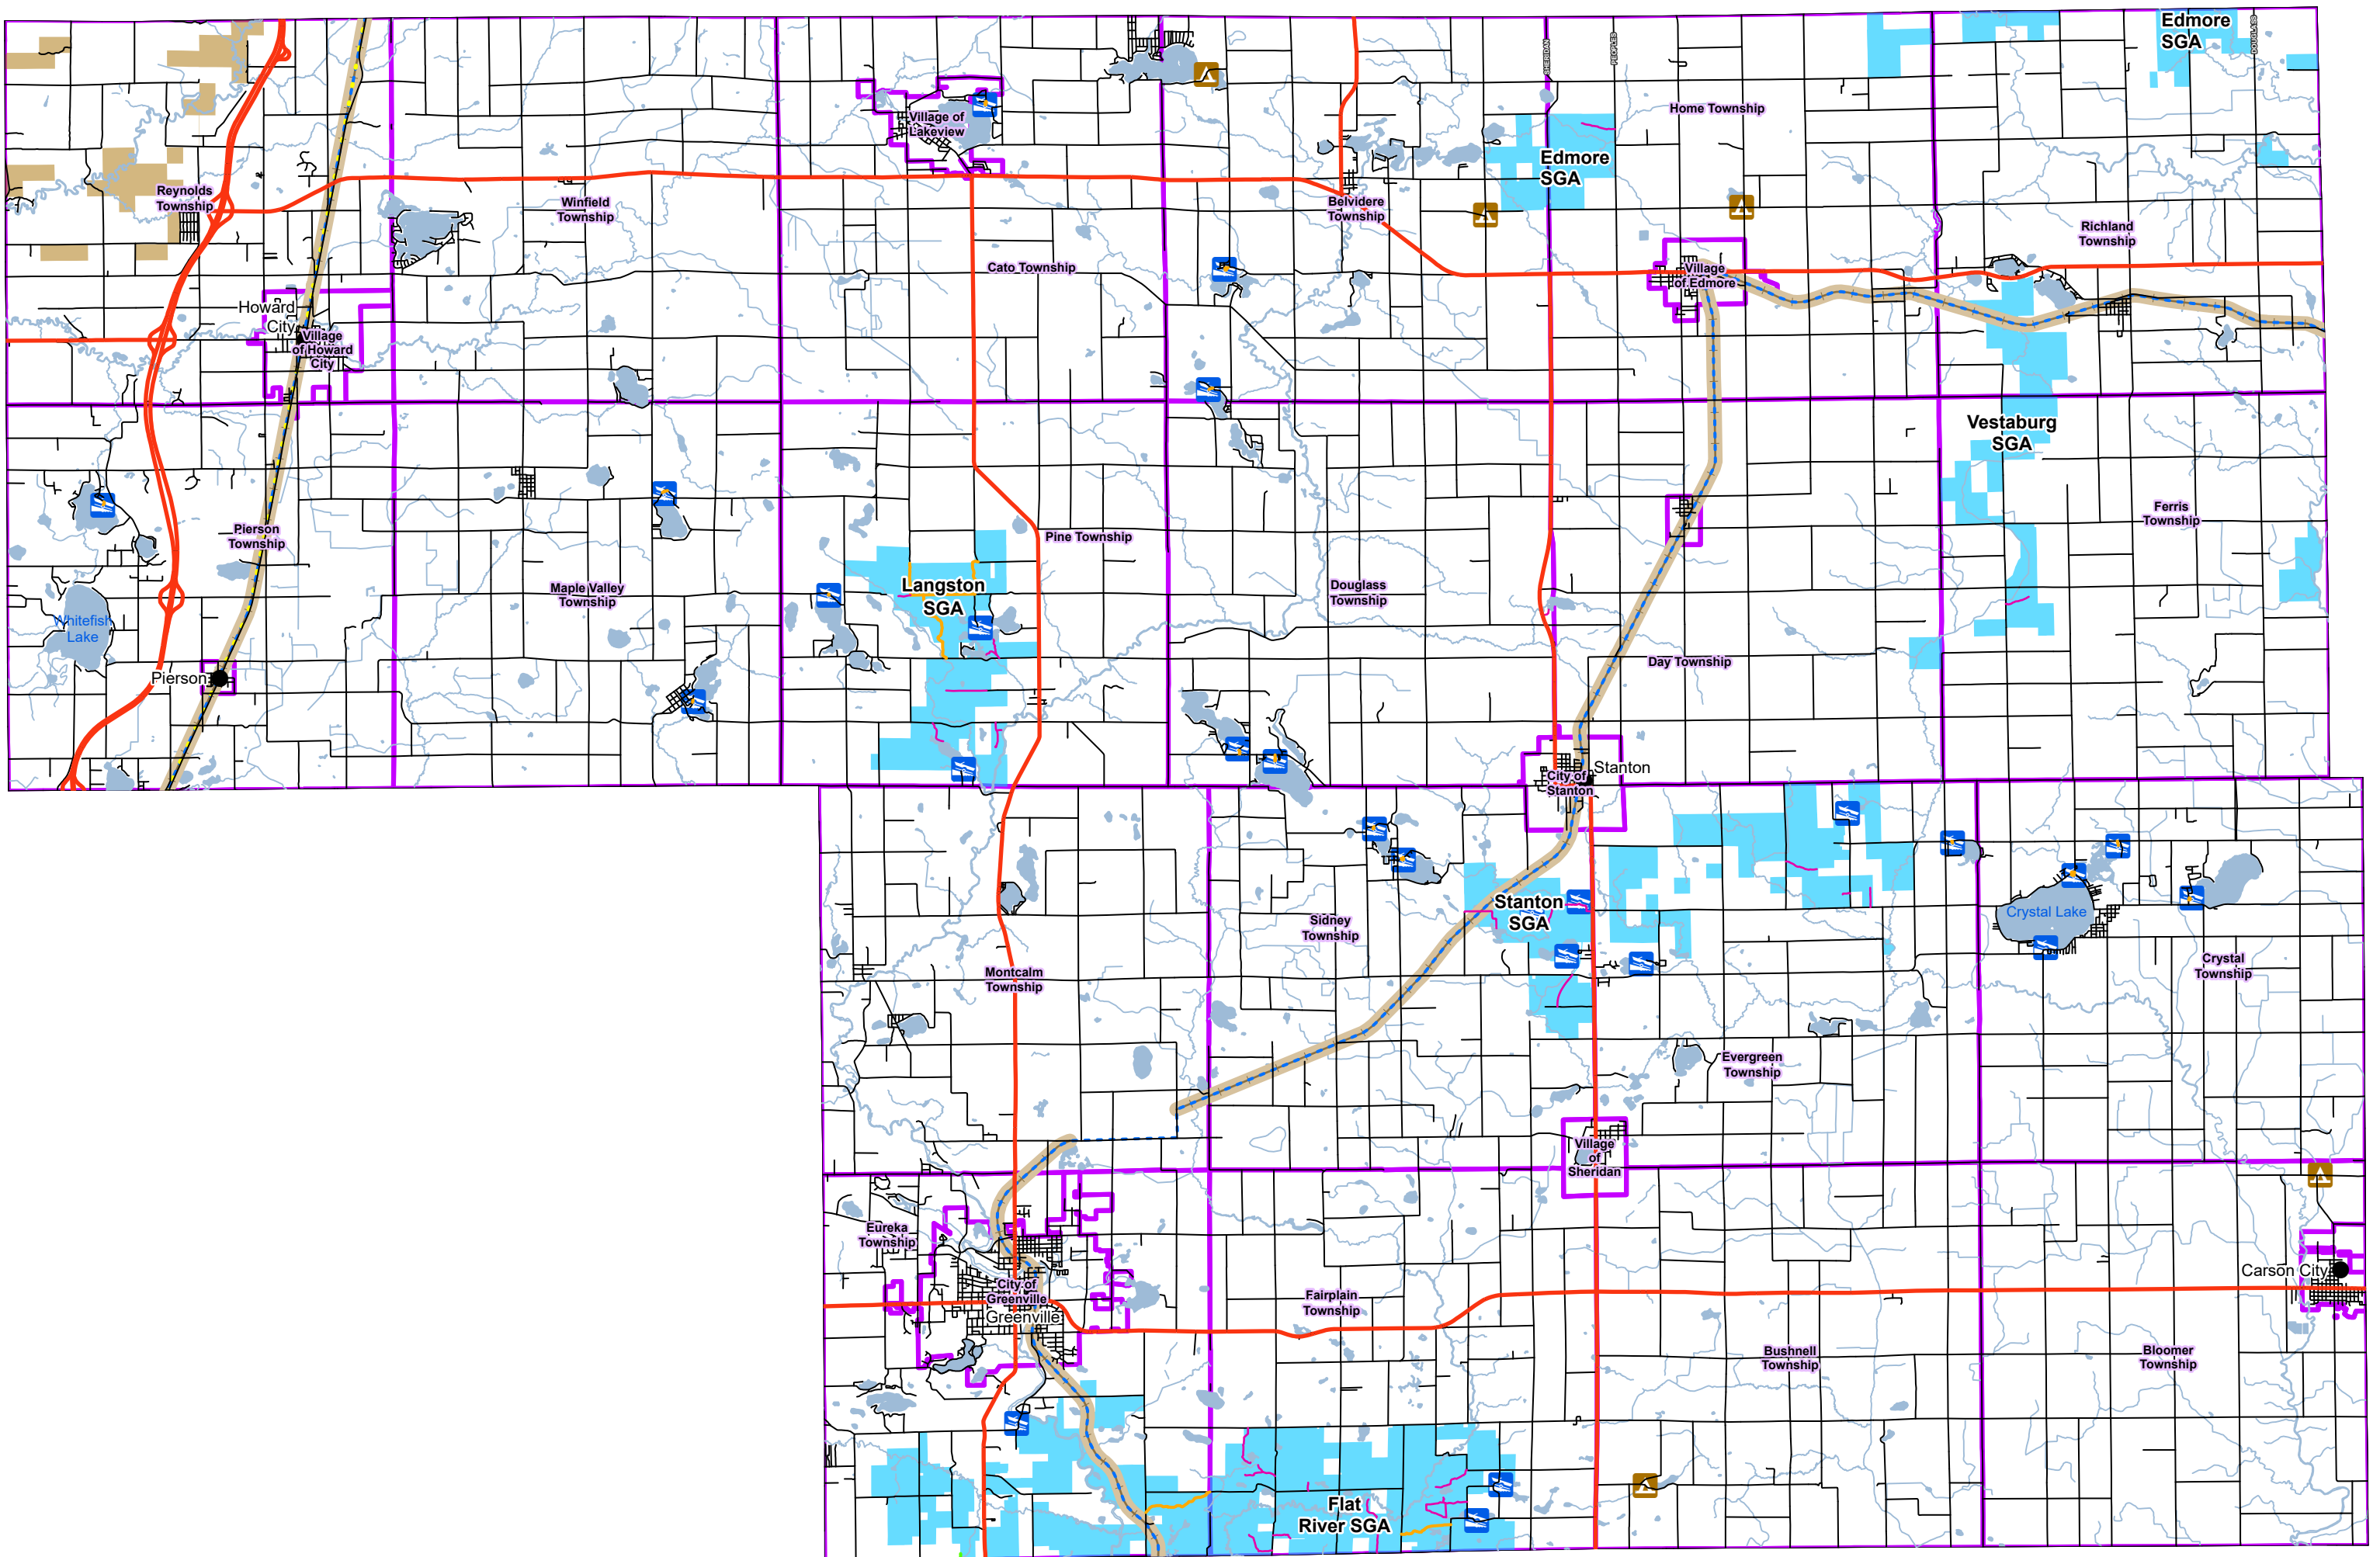 Edmore
SGA
SHERIDAN
PEOPLES
DOUGLAS
Home Township
Village of
Lakeview
Edmore
SGA
Reynolds
Township
Winfield
Township
Belvidere
Township
Richland
Township
Cato Township
Village
of Edmore
Howard
City
Village
of Howard
City
Vestaburg
SGA
Ferris
Township
Pierson
Township
Pine Township
Langston
SGA
Maple Valley
Township
Douglass
Township
Whitefish
Lake
Day Township
Pierson
Stanton
City of
Stanton
Stanton
SGA
Crystal Lake
Sidney
Township
Crystal
Township
Montcalm
Township
Evergreen
Township
Village
of
Sheridan
Eureka
Township
Carson City
City of
Greenville
Greenville
Fairplain
Township
Bushnell
Township
Bloomer
Township
Flat
River SGA